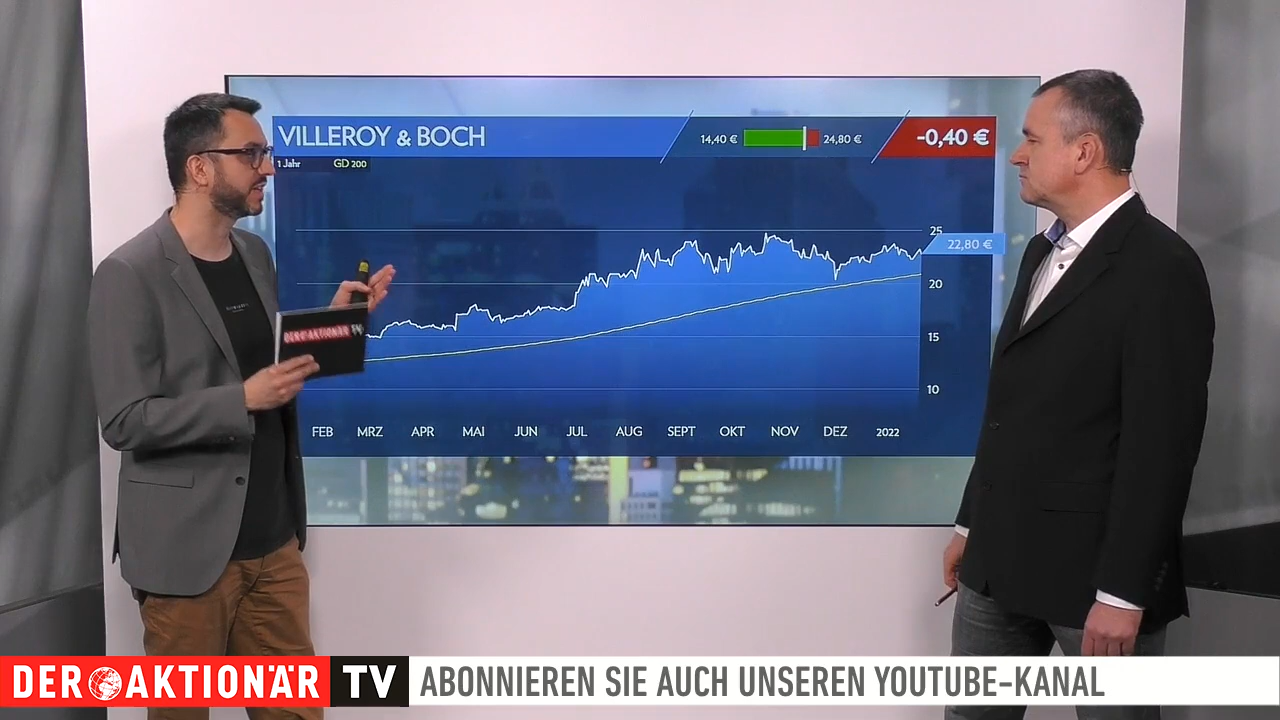 VILLEROY & BOCH
14,40 €
24,80 €
-0,40 €
1 Jahr
GD 200
25
22,80 €
20
15
10
FEB MRZ APR MAI JUN JUL AUG SEPT OKT NOV DEZ 2022
DER AKTIONÄR TV
DER AKTIONÄR TV
ABONNIEREN SIE AUCH UNSEREN YOUTUBE-KANAL